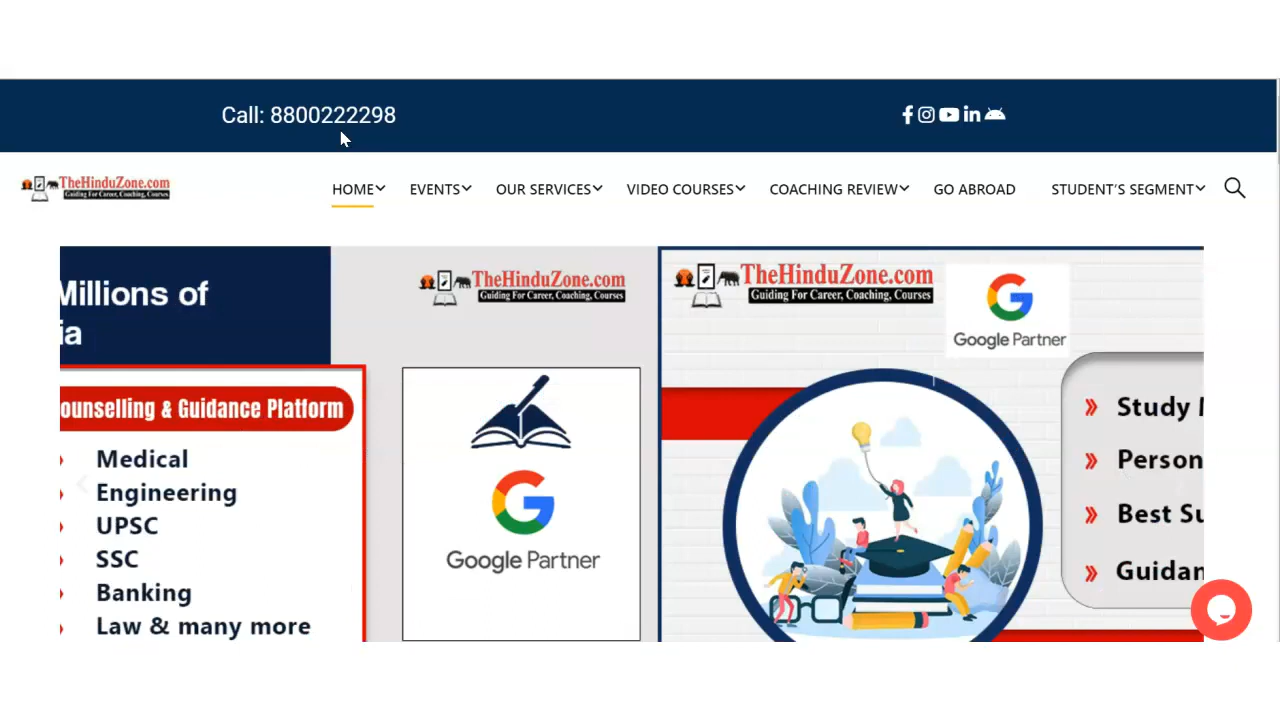 Call: 8800222298
TheHinduZone.com
Guiding For Career, Coaching, Courses
HOME
EVENTS
OUR SERVICES
VIDEO COURSES
COACHING REVIEW
GO ABROAD
STUDENT'S SEGMENT
Millions of
ia
ounselling & Guidance Platform
Medical
Engineering
UPSC
SSC
Banking
Law & many more
TheHinduZone.com
Guiding For Career, Coaching, Courses
Google Partner
TheHinduZone.com
Guiding For Career, Coaching, Courses
Google Partner
Study
Person
Best Su
Guidan